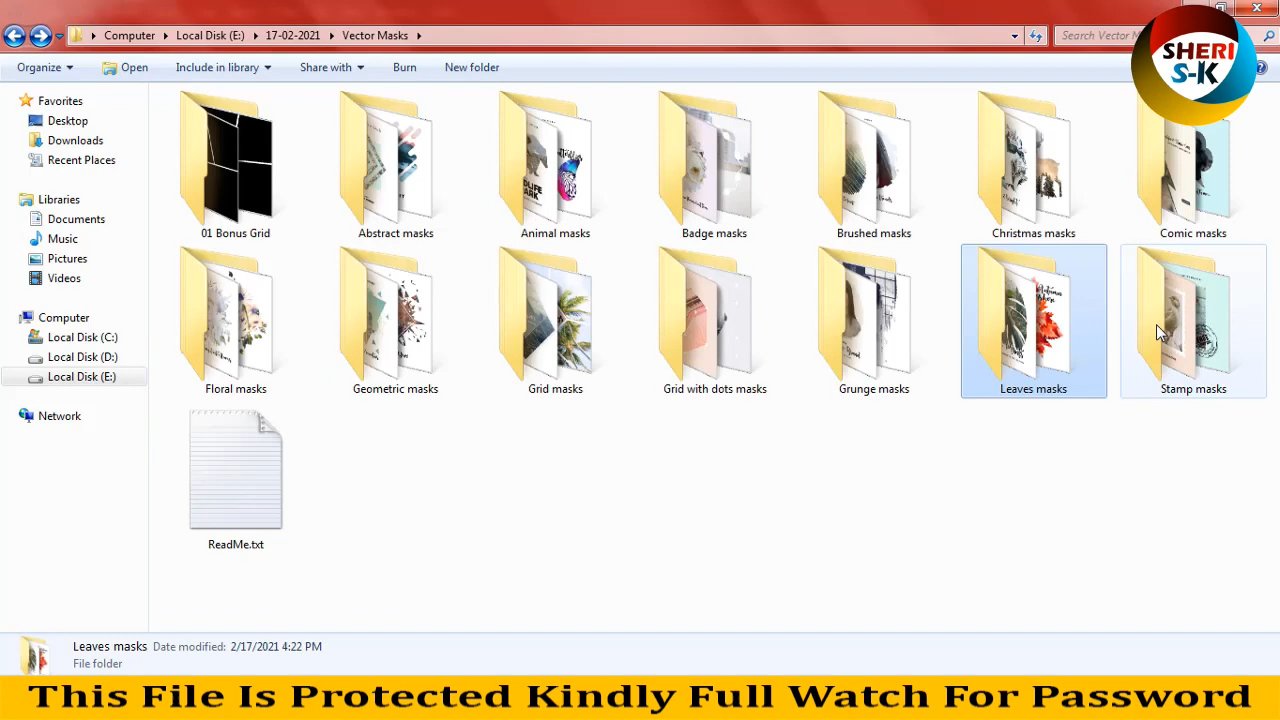 Computer
Local Disk (E:)
17-02-2021
Vector Masks
Search Vector M
SHERI
S-K
Organize
Open
Include in library
Share with
Burn
New folder
Favorites
Desktop
Downloads
Recent Places
Libraries
Documents
Music
Pictures
Videos
Computer
Local Disk (C:)
Local Disk (D:)
Local Disk (E:)
Network
01 Bonus Grid
Abstract masks
Animal masks
Badge masks
Brushed masks
Christmas masks
Comic masks
Floral masks
Geometric masks
Grid masks
Grid with dots masks
Grunge masks
Leaves masks
Stamp masks
ReadMe.txt
Leaves masks Date modified: 2/17/2021 4:22 PM
File folder
This File Is Protected Kindly Full Watch For Password